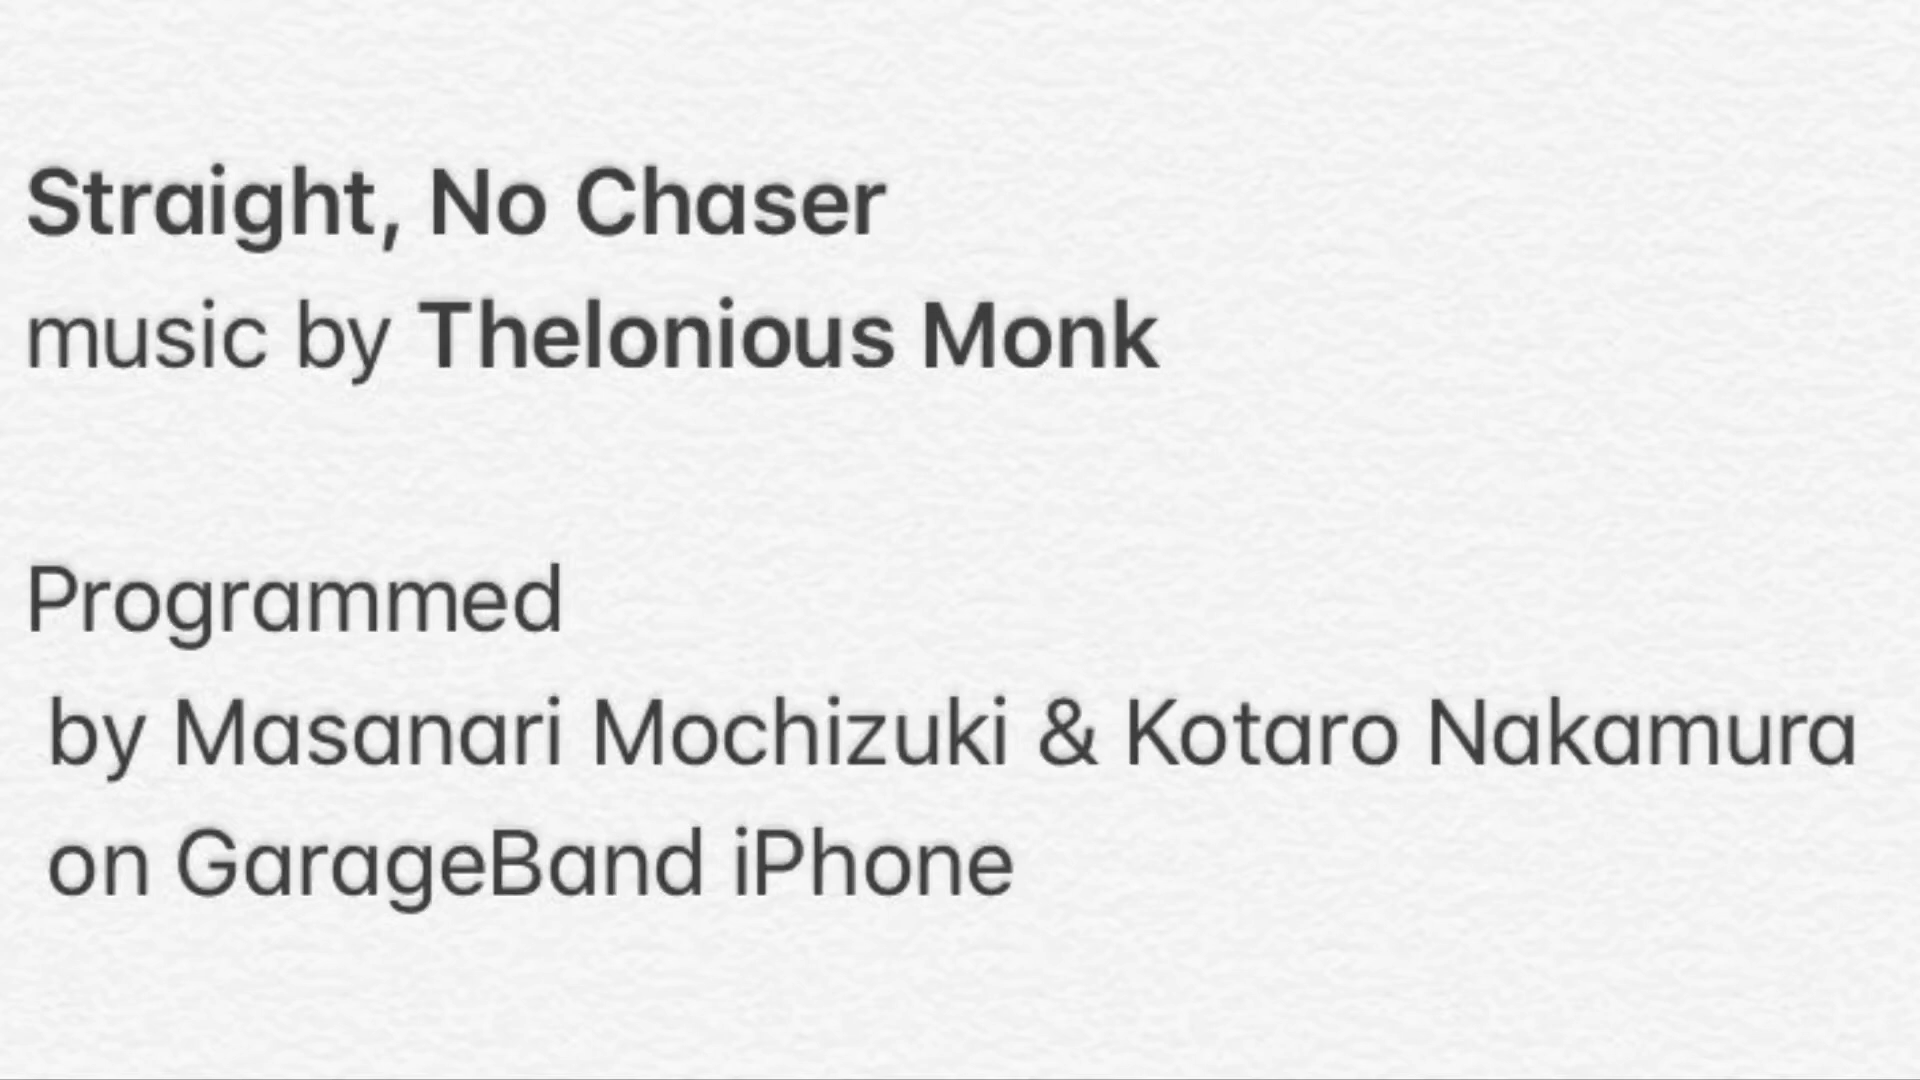 Straight, No Chaser
music by Thelonious Monk
Programmed
by Masanari Mochizuki & Kotaro Nakamura
on GarageBand iPhone